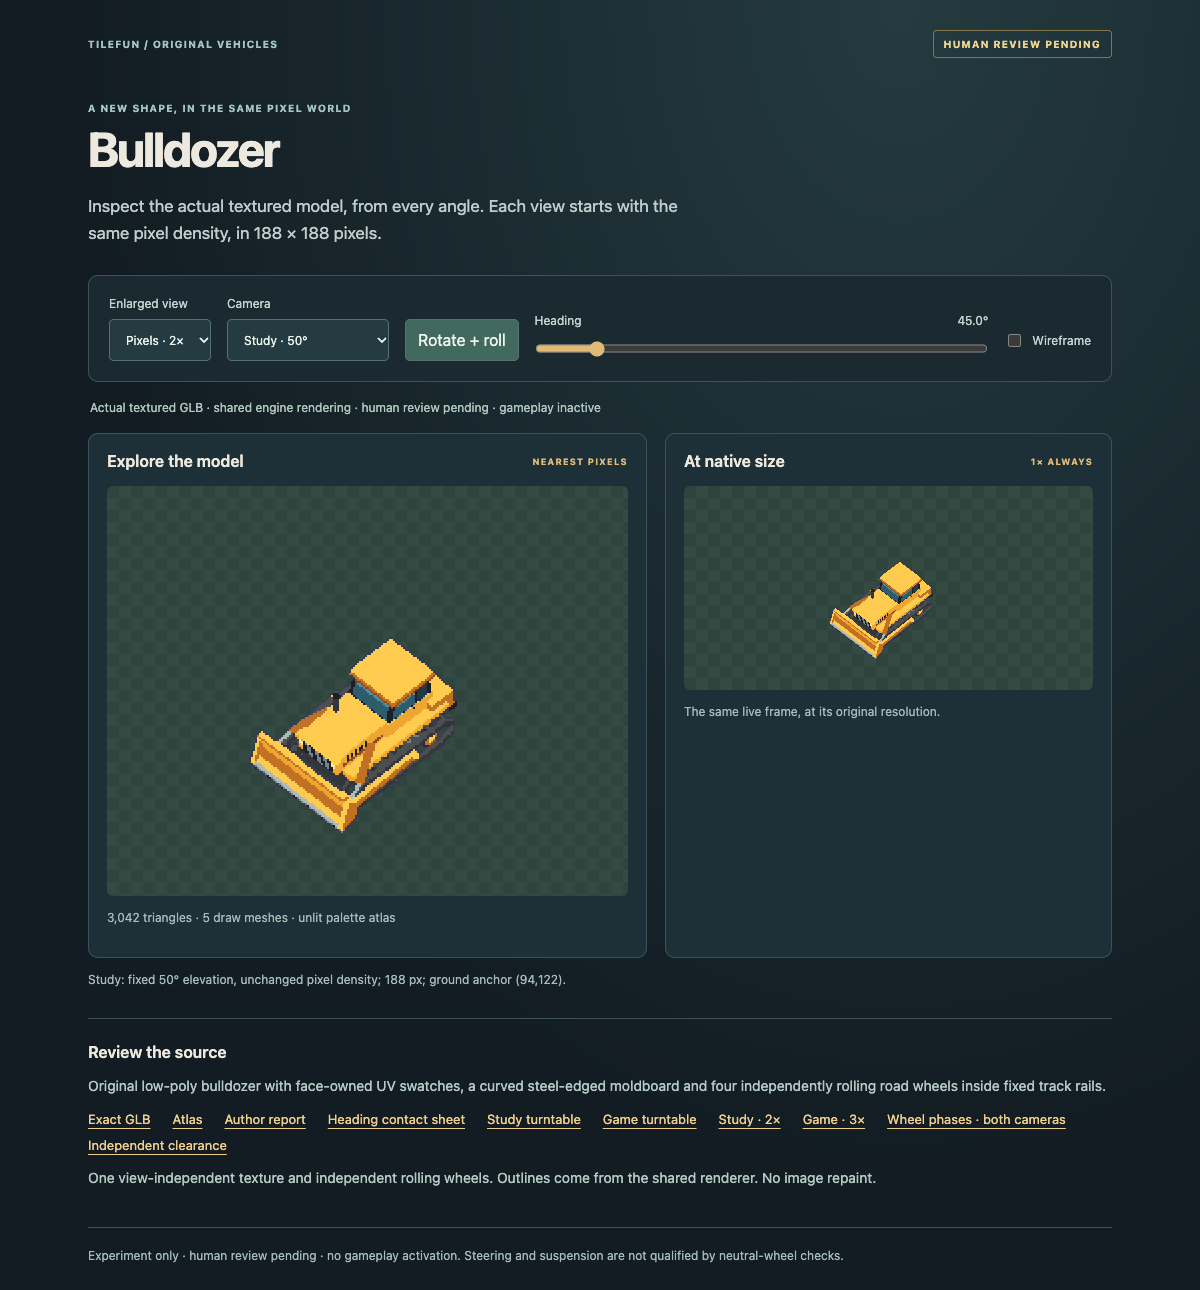 TILEFUN / ORIGINAL VEHICLES
HUMAN REVIEW PENDING
A NEW SHAPE, IN THE SAME PIXEL WORLD
Bulldozer
Inspect the actual textured model, from every angle. Each view starts with the
same pixel density, in 188 × 188 pixels.
Enlarged view
Camera
Heading
45.0°
Pixels · 2×
Study · 50°
Rotate + roll
Wireframe
Actual textured GLB · shared engine rendering · human review pending · gameplay inactive
Explore the model
NEAREST PIXELS
At native size
1× ALWAYS
The same live frame, at its original resolution.
3,042 triangles · 5 draw meshes · unlit palette atlas
Study: fixed 50° elevation, unchanged pixel density; 188 px; ground anchor (94,122).
Review the source
Original low-poly bulldozer with face-owned UV swatches, a curved steel-edged moldboard and four independently rolling road wheels inside fixed track rails.
Exact GLB Atlas Author report Heading contact sheet Study turntable Game turntable Study · 2× Game · 3× Wheel phases · both cameras
Independent clearance
One view-independent texture and independent rolling wheels. Outlines come from the shared renderer. No image repaint.
Experiment only · human review pending · no gameplay activation. Steering and suspension are not qualified by neutral-wheel checks.